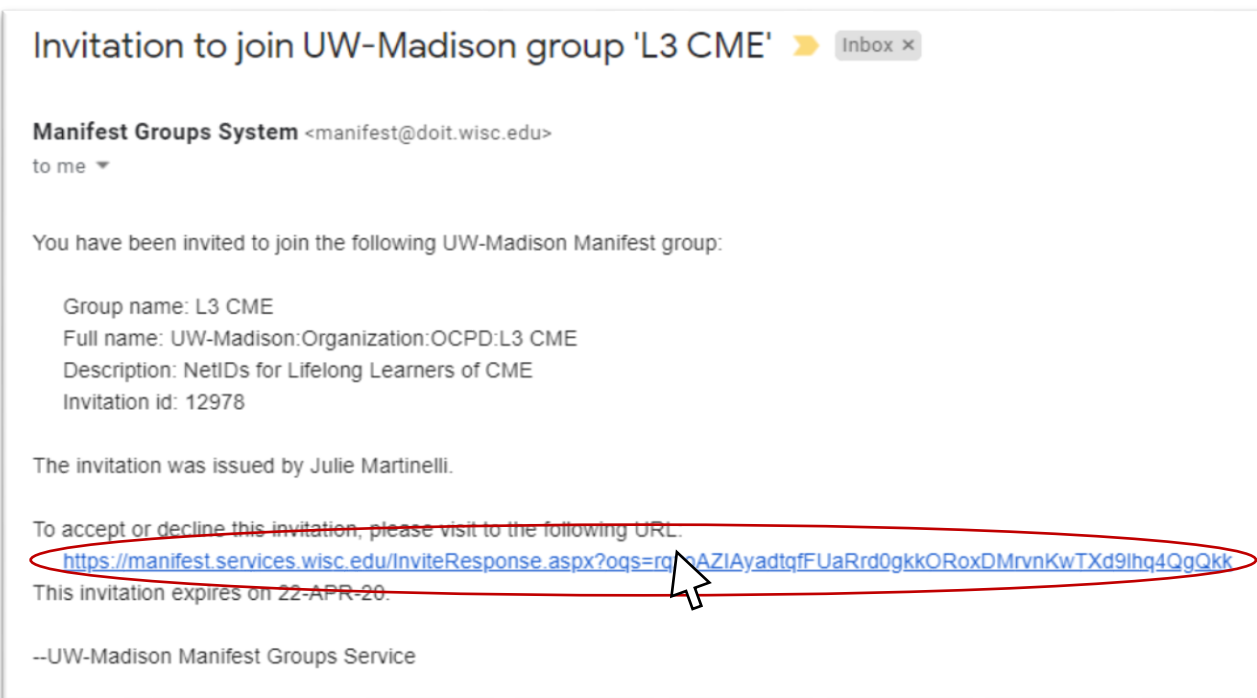 Invitation to join UW-Madison group 'L3 CME' Inbox ×
Manifest Groups System <manifest@doit.wisc.edu>
to me
You have been invited to join the following UW-Madison Manifest group:
Group name: L3 CME
Full name: UW-Madison:Organization:OCPD:L3 CME
Description: NetIDs for Lifelong Learners of CME
Invitation id: 12978
The invitation was issued by Julie Martinelli.
To accept or decline this invitation, please visit to the following URL:
https://manifest.services.wisc.edu/InviteResponse.aspx?oqs=
This invitation expires on 22-APR-20.
--UW-Madison Manifest Groups Service